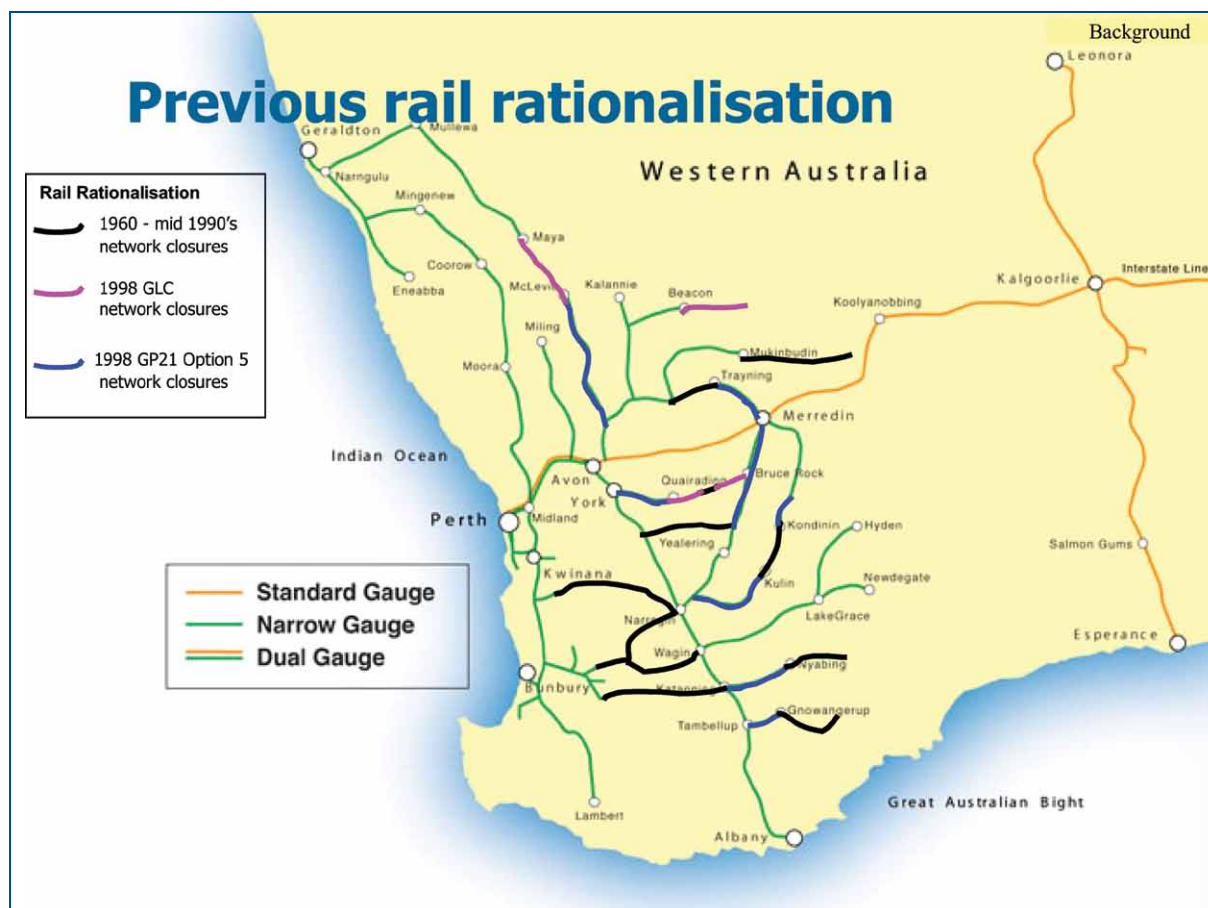 Background
Leonora
Previous rail rationalisation
Geraldton
Mullewa
Western Australia
Narngulu
Rail Rationalisation
1960 - mid 1990's
network closures
1998 GLC
network closures
1998 GP21 Option 5
network closures
Mingenew
Maya
Coorow
Eneabba
McLevie
Kalannie
Beacon
Kalgoorlie
Interstate Line
Koolyanobbing
Miling
Moora
Mukinbudin
Trayning
Merredin
Indian Ocean
Avon
York
Quairading
Bruce Rock
Perth
Midland
Kondinin
Hyden
Yealering
Salmon Gums
Kwinana
Kulin
Newdegate
Standard Gauge
Narrow Gauge
Dual Gauge
Narrogin
LakeGrace
Wagin
Esperance
Bunbury
Katanning
Nyabing
Tambellup
Gnowangerup
Lambert
Great Australian Bight
Albany